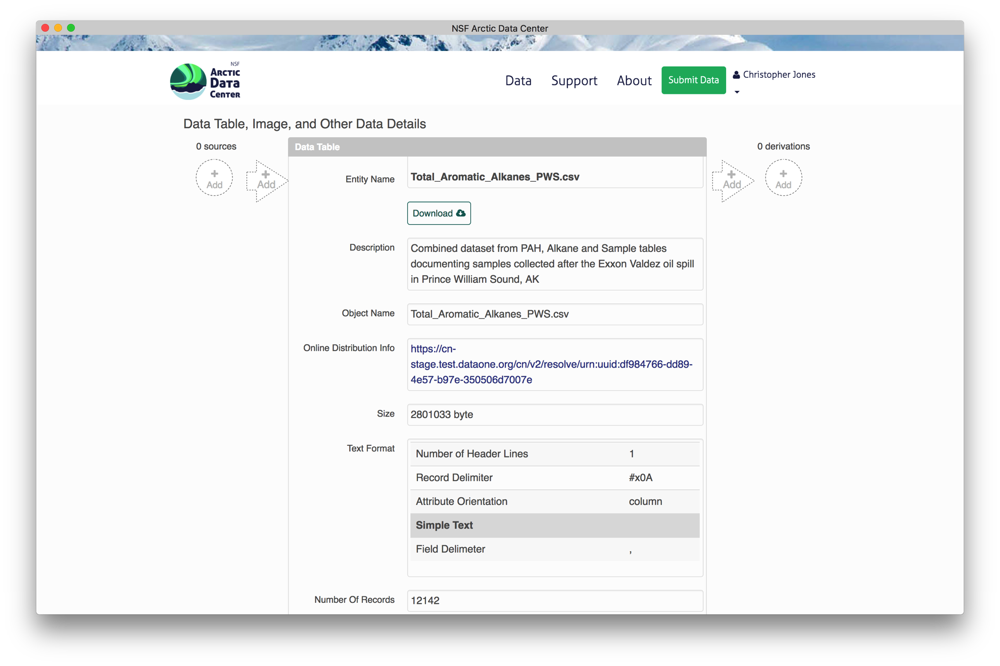 NSF Arctic Data Center
NSF
ARCTIC
DATA
CENTER
Data
Support
About
Submit Data
Christopher Jones
Data Table, Image, and Other Data Details
0 sources
Add
Add
Data Table
Entity Name
Total_Aromatic_Alkanes_PWS.csv
Download
Description
Combined dataset from PAH, Alkane and Sample tables
documenting samples collected after the Exxon Valdez oil spill
in Prince William Sound, AK
Object Name
Total_Aromatic_Alkanes_PWS.csv
Online Distribution Info
https://cn-
stage.test.dataone.org/cn/v2/resolve/urn:uuid:df984766-dd89-
4e57-b97e-350506d7007e
Size
2801033 byte
Text Format
Number of Header Lines 1
Record Delimiter #x0A
Attribute Orientation column
Simple Text
Field Delimeter ,
Number Of Records
12142
0 derivations
Add
Add